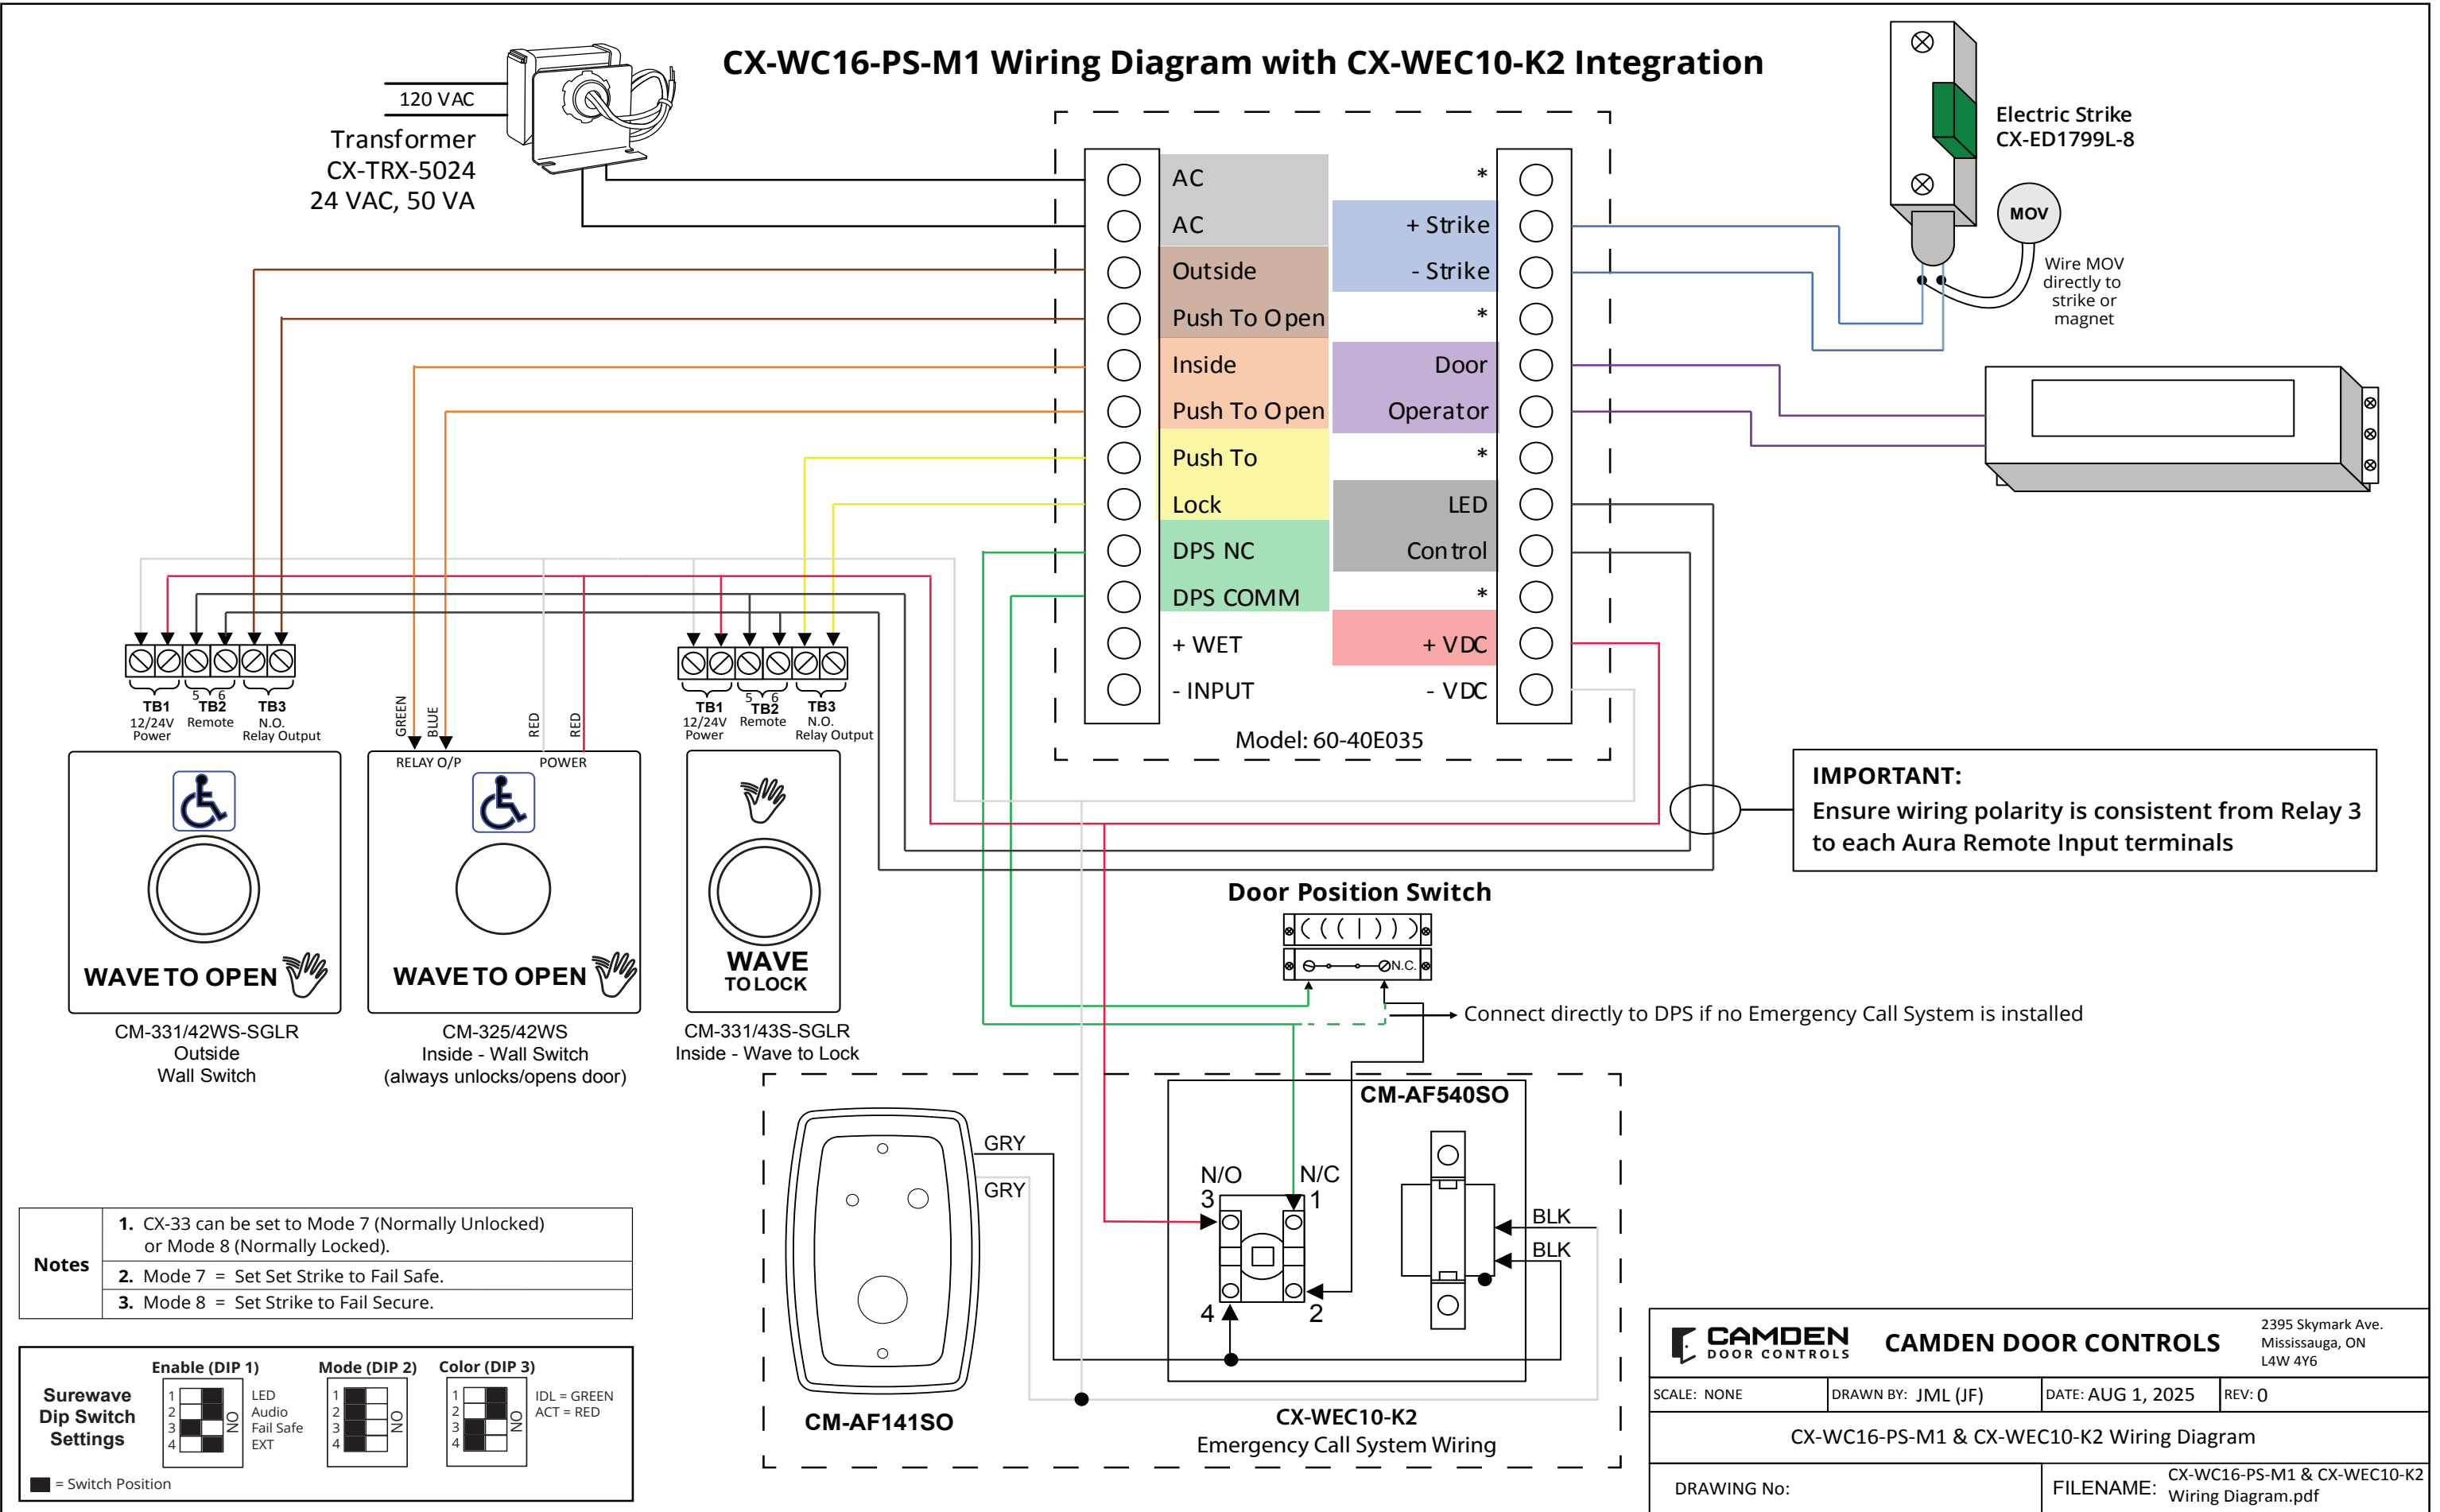 CX-WC16-PS-M1 Wiring Diagram with CX-WEC10-K2 Integration
120 VAC
Transformer
CX-TRX-5024
24 VAC, 50 VA
AC
AC
Outside
Push To Open
Inside
Push To Open
Push To
Lock
DPS NC
DPS COMM
+ WET
- INPUT
*
+ Strike
- Strike
*
Door
Operator
*
LED
Control
*
+ VDC
- VDC
Model: 60-40E035
Electric Strike
CX-ED1799L-8
MOV
Wire MOV
directly to
strike or
magnet
5 6
TB1 TB2 TB3
12/24V Remote N.O.
Power Relay Output
GREEN
BLUE
RED
RED
RELAY O/P POWER
5 6
TB1 TB2 TB3
12/24V Remote N.O.
Power Relay Output
WAVE TO OPEN
CM-331/42WS-SGLR
Outside
Wall Switch
WAVE TO OPEN
CM-325/42WS
Inside - Wall Switch
(always unlocks/opens door)
WAVE
TO LOCK
CM-331/43S-SGLR
Inside - Wave to Lock
IMPORTANT:
Ensure wiring polarity is consistent from Relay 3
to each Aura Remote Input terminals
Door Position Switch
N.C.
Connect directly to DPS if no Emergency Call System is installed
CM-AF540SO
GRY
GRY
N/O N/C
3 1
4 2
BLK
BLK
CM-AF141SO
CX-WEC10-K2
Emergency Call System Wiring
Notes
1. CX-33 can be set to Mode 7 (Normally Unlocked)
or Mode 8 (Normally Locked).
2. Mode 7 = Set Set Strike to Fail Safe.
3. Mode 8 = Set Strike to Fail Secure.
Surewave
Dip Switch
Settings
Enable (DIP 1)
1 LED
2 Audio
3 Fail Safe
4 EXT
ON
Mode (DIP 2)
1
2
3
4
ON
Color (DIP 3)
1
2
3
4
ON
IDL = GREEN
ACT = RED
= Switch Position
CAMDEN
DOOR CONTROLS
CAMDEN DOOR CONTROLS
2395 Skymark Ave.
Mississauga, ON
L4W 4Y6
SCALE: NONE
DRAWN BY: JML (JF)
DATE: AUG 1, 2025
REV: 0
CX-WC16-PS-M1 & CX-WEC10-K2 Wiring Diagram
DRAWING No:
FILENAME: CX-WC16-PS-M1 & CX-WEC10-K2
Wiring Diagram.pdf